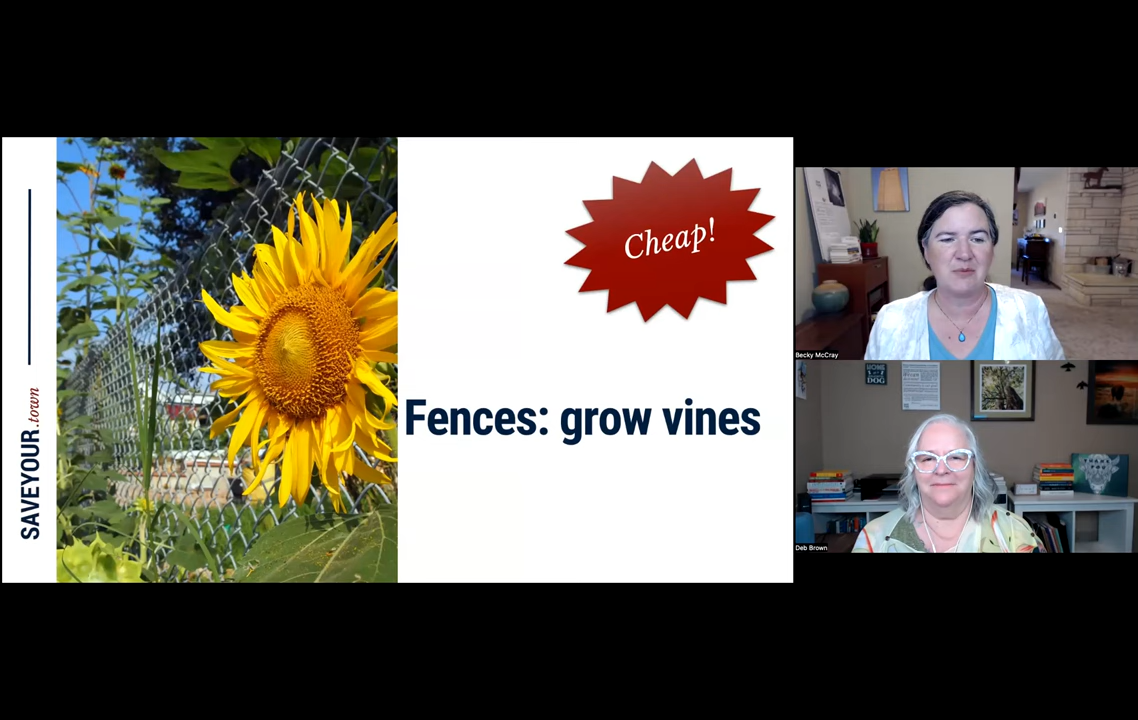 SAVEYOUR.town
Cheap!
Fences: grow vines
Becky McCray
Deb Brown